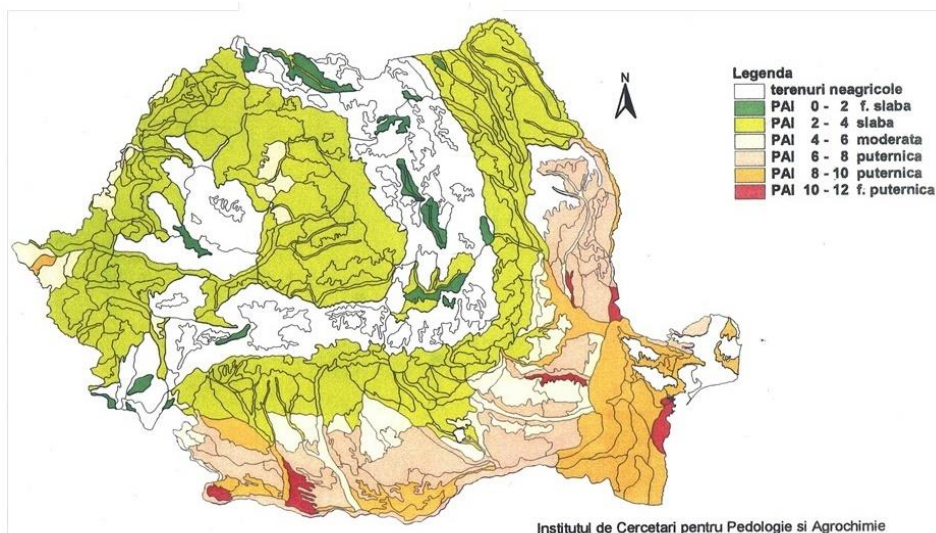 N
Legenda
terenuri neagricole
PAI 0 - 2 f. slaba
PAI 2 - 4 slaba
PAI 4 - 6 moderata
PAI 6 - 8 puternica
PAI 8 - 10 puternica
PAI 10 - 12 f. puternica
Institutul de Cercetari pentru Pedologie si Agrochimie